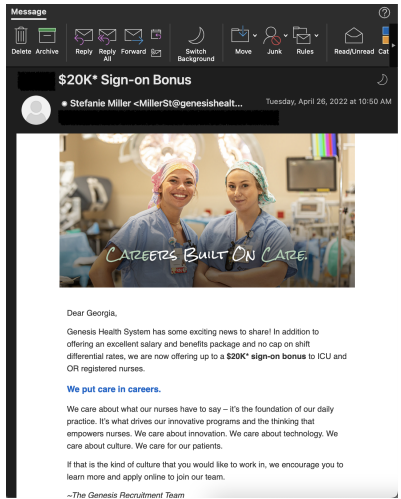 Message
Delete Archive Reply Reply All Forward Switch Background Move Junk Rules Read/Unread Cat
$20K* Sign-on Bonus
Stefanie Miller <MillerSt@genesishealt... Tuesday, April 26, 2022 at 10:50 AM
CAREERS BUILT ON CARE.
Dear Georgia,
Genesis Health System has some exciting news to share! In addition to
offering an excellent salary and benefits package and no cap on shift
differential rates, we are now offering up to a $20K* sign-on bonus to ICU and
OR registered nurses.
We put care in careers.
We care about what our nurses have to say – it's the foundation of our daily
practice. It's what drives our innovative programs and the thinking that
empowers nurses. We care about innovation. We care about technology. We
care about culture. We care for our patients.
If that is the kind of culture that you would like to work in, we encourage you to
learn more and apply online to join our team.
~The Genesis Recruitment Team